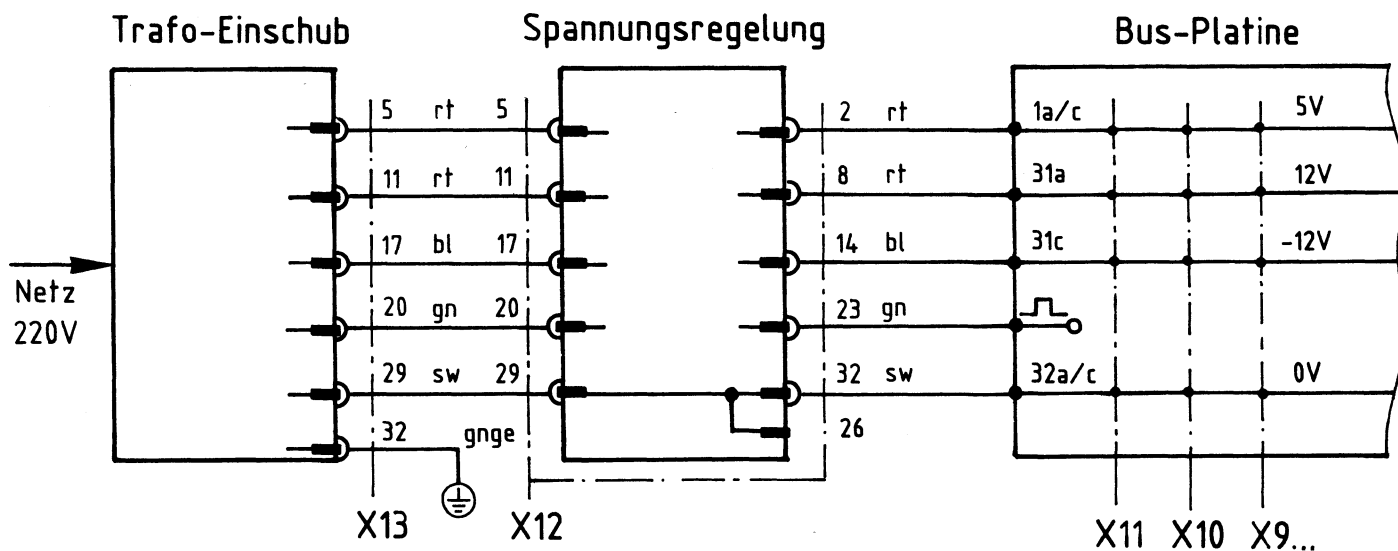 Trafo-Einschub Spannungsregelung Bus-Platine
5 rt 5 2 rt 1a/c 5V
11 rt 11 8 rt 31a 12V
17 bl 17 14 bl 31c -12V
Netz
220V
20 gn 20 23 gn
29 sw 29 32 sw 32a/c 0V
32 gnge 26
X13 X12 X11 X10 X9...